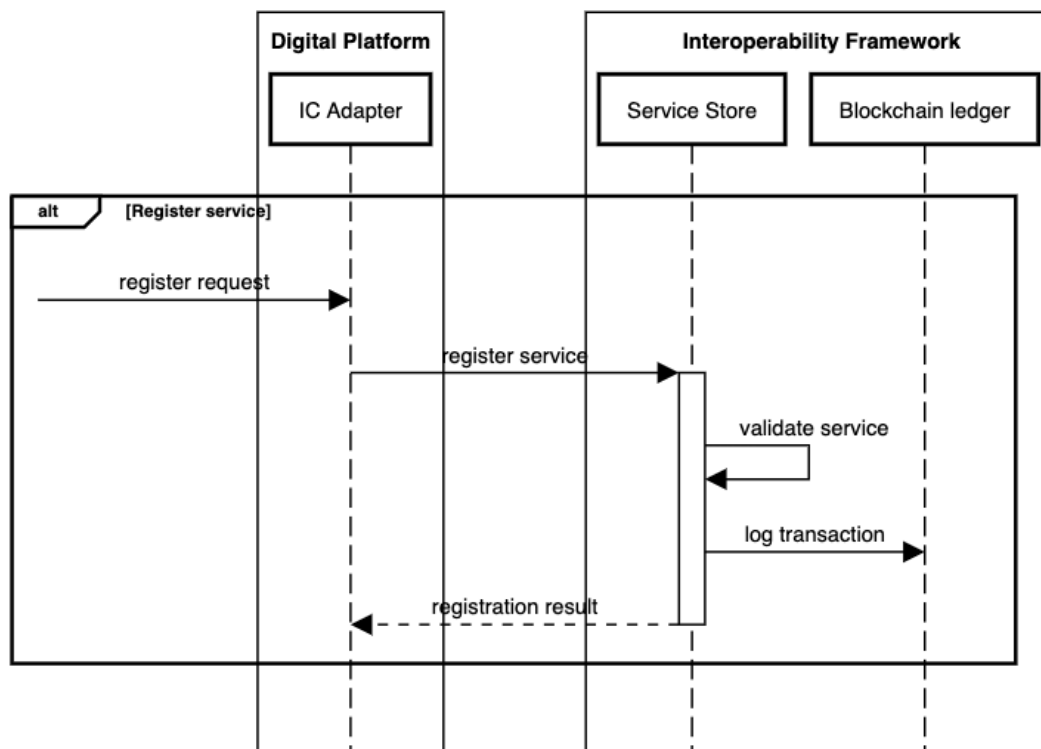 Digital Platform
Interoperability Framework
IC Adapter
Service Store
Blockchain ledger
alt
[Register service]
register request
register service
validate service
log transaction
registration result